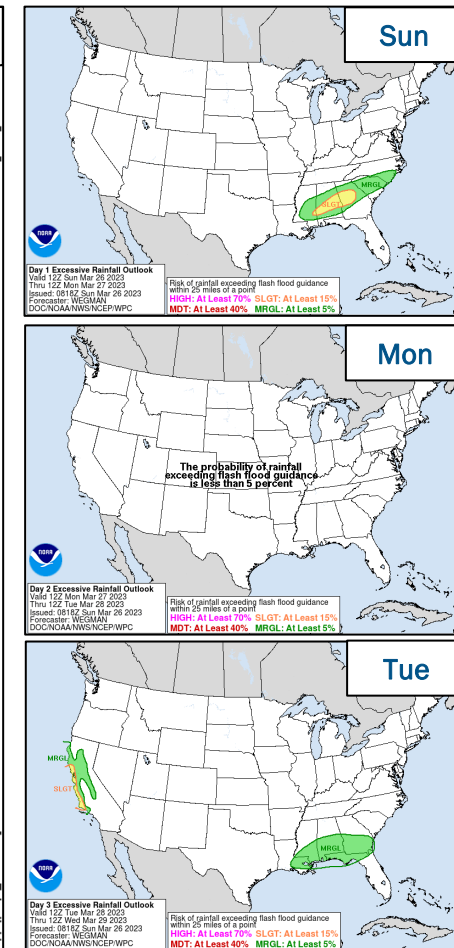 Sun
MRGL
SLGT
NOAA
Day 1 Excessive Rainfall Outlook
Valid 12Z Sun Mar 26 2023
Thru 12Z Mon Mar 27 2023
Issued: 0818Z Sun Mar 26 2023
Forecaster: WEGMAN
DOC/NOAA/NWS/NCEP/WPC
Risk of rainfall exceeding flash flood guidance
within 25 miles of a point
HIGH: At Least 70% SLGT: At Least 15%
MDT: At Least 40% MRGL: At Least 5%
Mon
The probability of rainfall
exceeding flash flood guidance
is less than 5 percent
NOAA
Day 2 Excessive Rainfall Outlook
Valid 12Z Mon Mar 27 2023
Thru 12Z Tue Mar 28 2023
Issued: 0818Z Sun Mar 26 2023
Forecaster: WEGMAN
DOC/NOAA/NWS/NCEP/WPC
Risk of rainfall exceeding flash flood guidance
within 25 miles of a point
HIGH: At Least 70% SLGT: At Least 15%
MDT: At Least 40% MRGL: At Least 5%
Tue
MRGL
SLGT
MRGL
NOAA
Day 3 Excessive Rainfall Outlook
Valid 12Z Tue Mar 28 2023
Thru 12Z Wed Mar 29 2023
Issued: 0818Z Sun Mar 26 2023
Forecaster: WEGMAN
DOC/NOAA/NWS/NCEP/WPC
Risk of rainfall exceeding flash flood guidance
within 25 miles of a point
HIGH: At Least 70% SLGT: At Least 15%
MDT: At Least 40% MRGL: At Least 5%